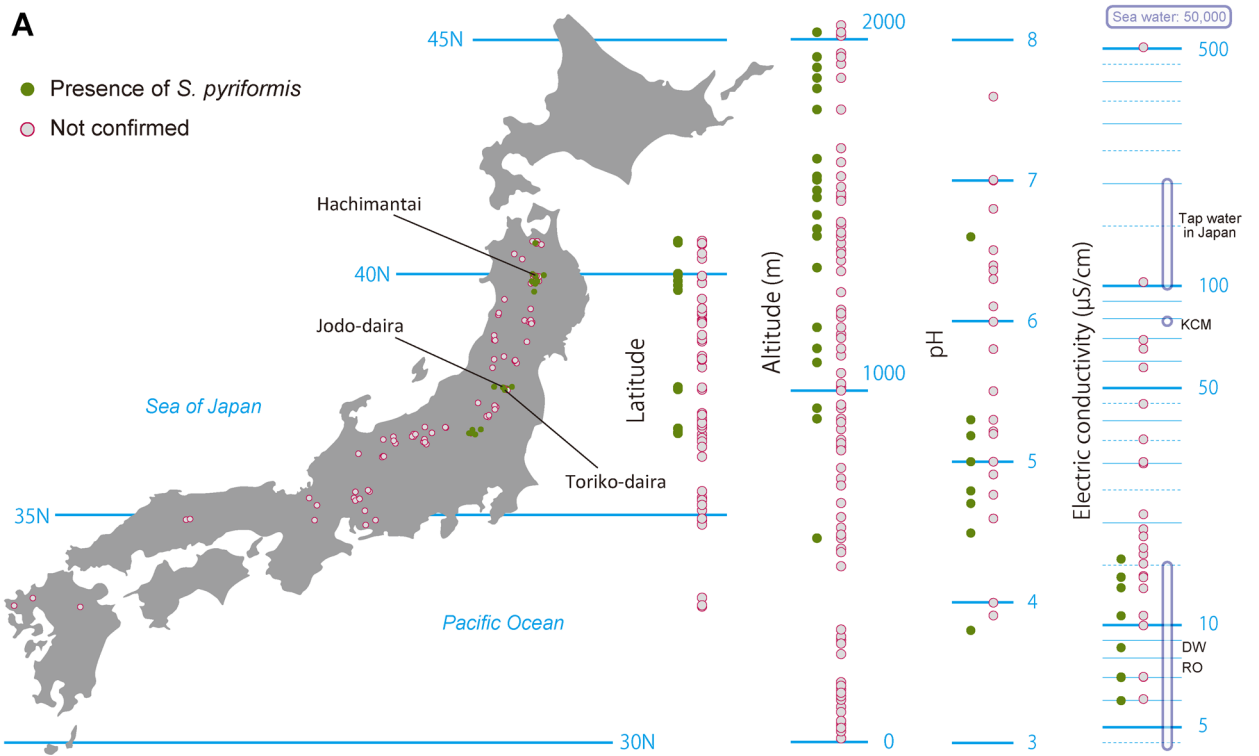 A
Presence of S. pyriformis
Not confirmed
Hachimantai
Jodo-daira
Toriko-daira
Sea of Japan
Pacific Ocean
45N
40N
35N
30N
Latitude
Altitude (m)
2000
1000
0
pH
8
7
6
5
4
3
Electric conductivity (µS/cm)
Sea water: 50,000
500
Tap water
in Japan
100
KCM
50
10
DW
RO
5